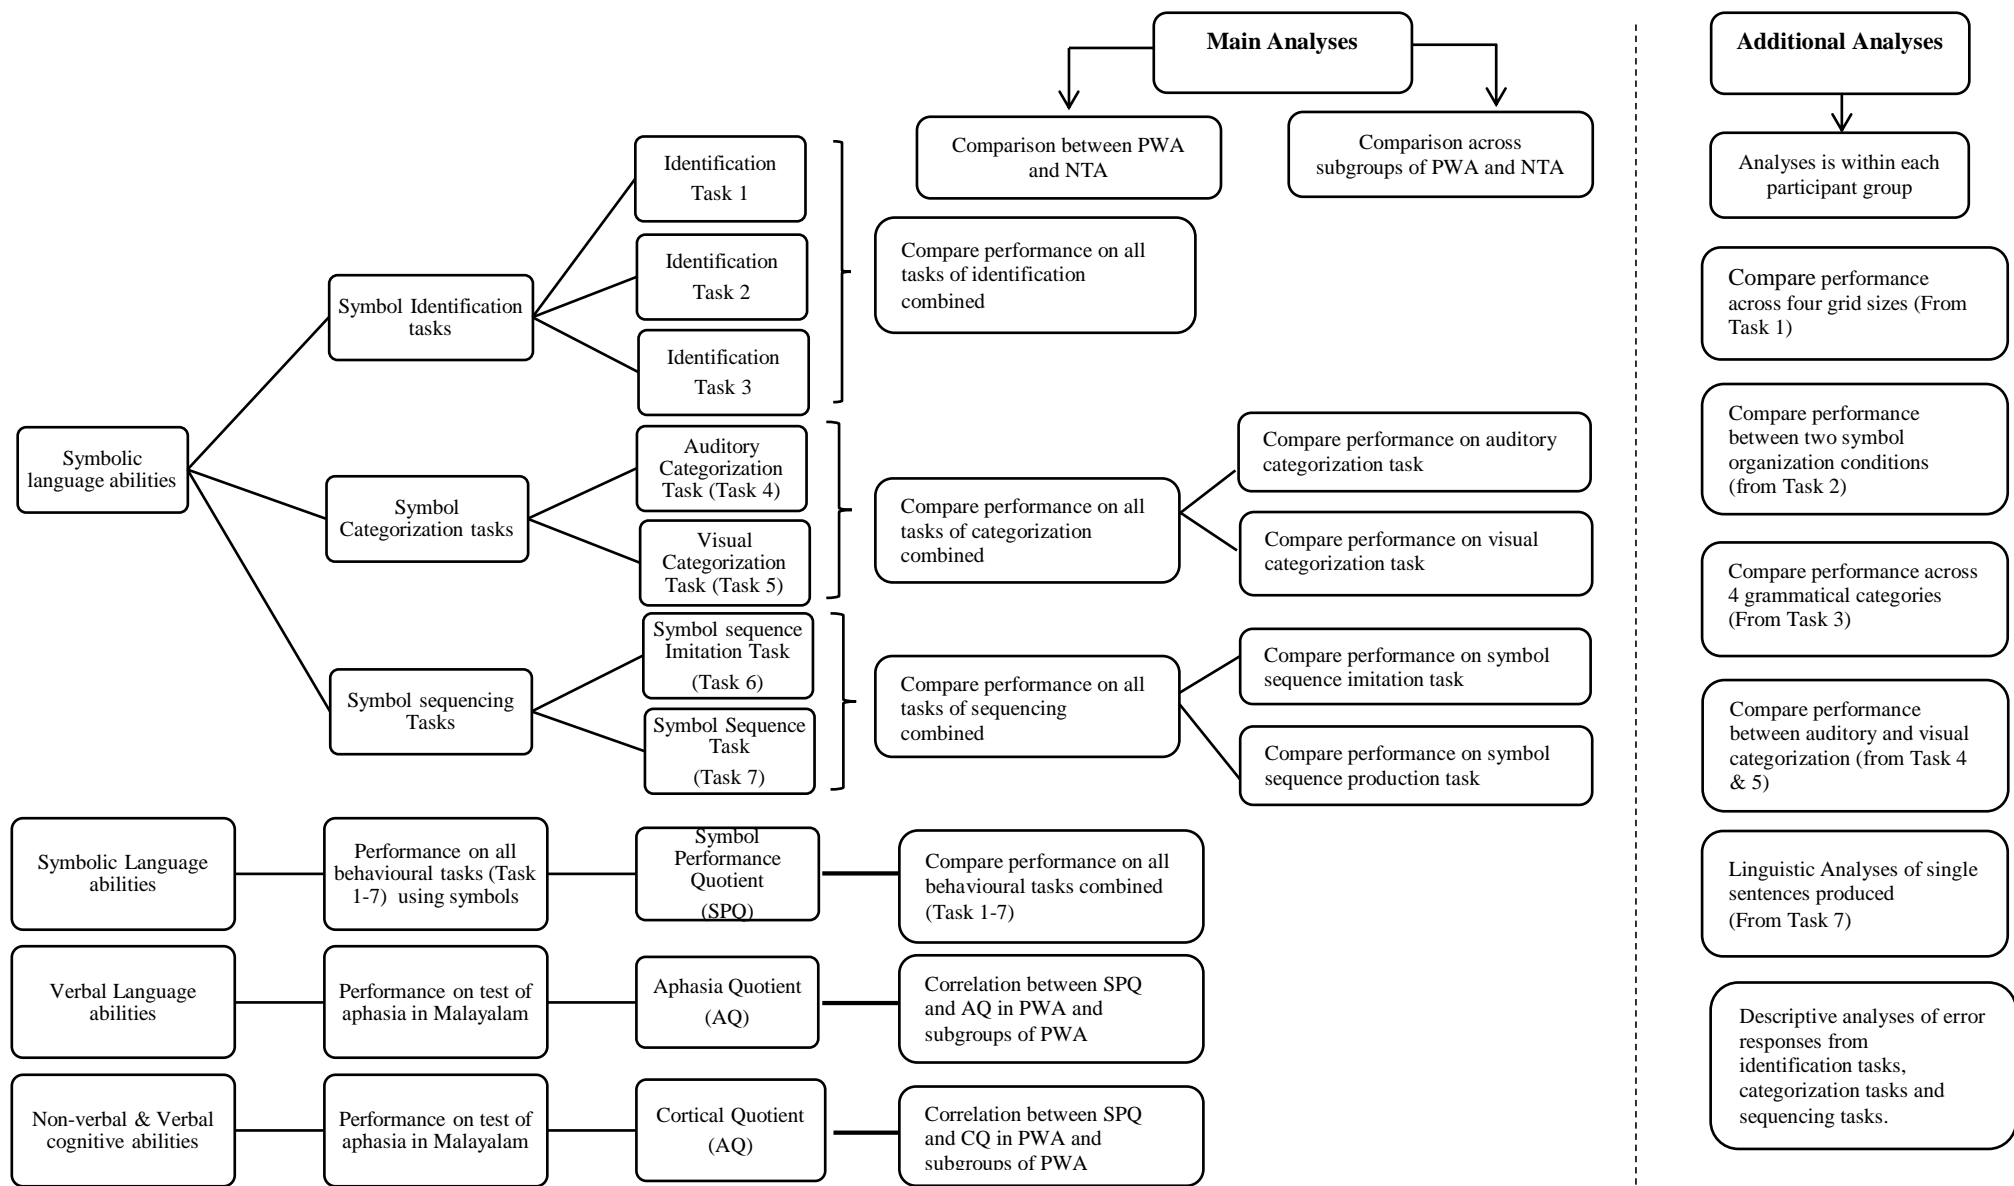 Main Analyses
Additional Analyses
Comparison between PWA
and NTA
Comparison across
subgroups of PWA and NTA
Analyses is within each
participant group
Symbolic
language abilities
Symbol Identification
tasks
Identification
Task 1
Identification
Task 2
Identification
Task 3
Compare performance on all
tasks of identification
combined
Symbol
Categorization tasks
Auditory
Categorization
Task (Task 4)
Visual
Categorization
Task (Task 5)
Compare performance on all
tasks of categorization
combined
Compare performance on auditory
categorization task
Compare performance on visual
categorization task
Symbol sequencing
Tasks
Symbol sequence
Imitation Task
(Task 6)
Symbol Sequence
Task
(Task 7)
Compare performance on all
tasks of sequencing
combined
Compare performance on symbol
sequence imitation task
Compare performance on symbol
sequence production task
Symbolic Language
abilities
Performance on all
behavioural tasks (Task
1-7) using symbols
Symbol
Performance
Quotient
(SPQ)
Compare performance on all
behavioural tasks combined
(Task 1-7)
Verbal Language
abilities
Performance on test of
aphasia in Malayalam
Aphasia Quotient
(AQ)
Correlation between SPQ
and AQ in PWA and
subgroups of PWA
Non-verbal & Verbal
cognitive abilities
Performance on test of
aphasia in Malayalam
Cortical Quotient
(AQ)
Correlation between SPQ
and CQ in PWA and
subgroups of PWA
Compare performance
across four grid sizes (From
Task 1)
Compare performance
between two symbol
organization conditions
(from Task 2)
Compare performance across
4 grammatical categories
(From Task 3)
Compare performance
between auditory and visual
categorization (from Task 4
& 5)
Linguistic Analyses of single
sentences produced
(From Task 7)
Descriptive analyses of error
responses from
identification tasks,
categorization tasks and
sequencing tasks.